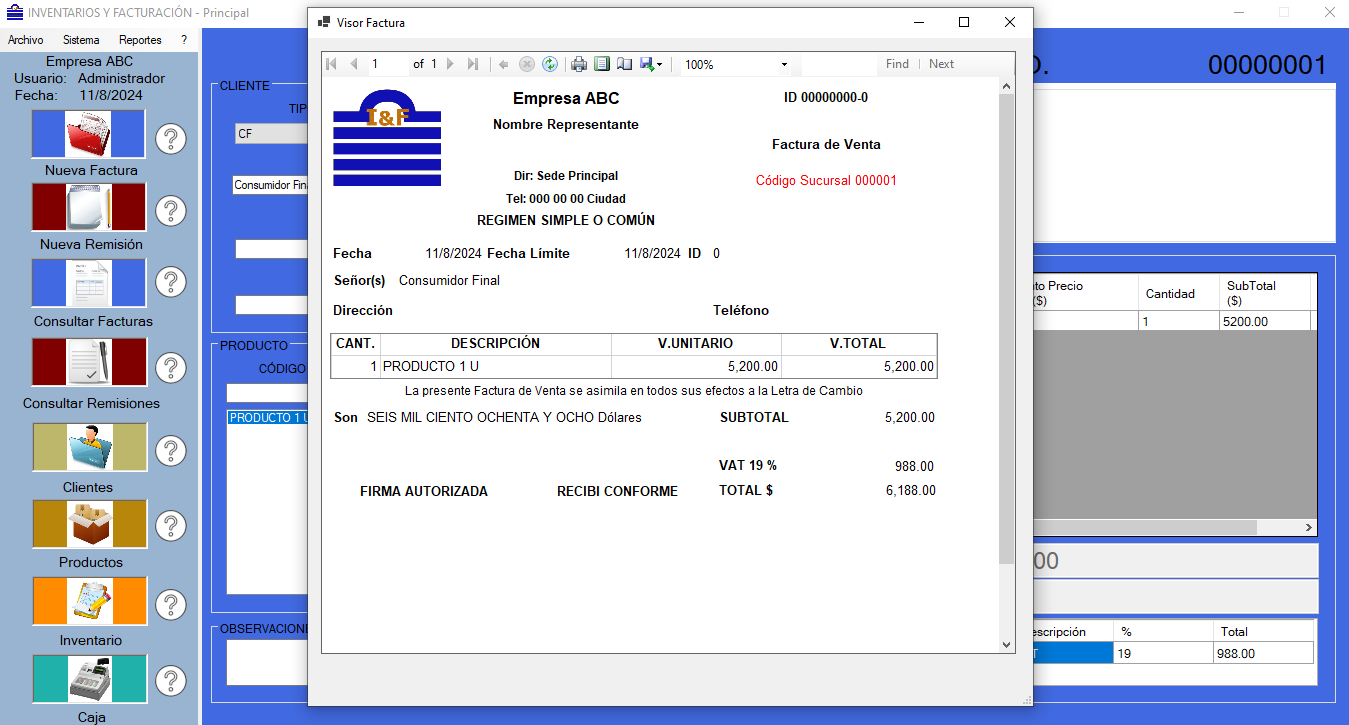 INVENTARIOS Y FACTURACIÓN - Principal
Archivo Sistema Reportes ?
Empresa ABC
Usuario: Administrador
Fecha: 11/8/2024
Nueva Factura
Nueva Remisión
Consultar Facturas
Consultar Remisiones
Clientes
Productos
Inventario
Caja
CLIENTE
TIP
CF
Consumidor Fin
PRODUCTO
CÓDIGO
PRODUCTO 1 U
OBSERVACION
Visor Factura
1 of 1 100% Find Next
I&F
Empresa ABC
Nombre Representante
Dir: Sede Principal
Tel: 000 00 00 Ciudad
REGIMEN SIMPLE O COMÚN
ID 00000000-0
Factura de Venta
Código Sucursal 000001
Fecha 11/8/2024 Fecha Límite 11/8/2024 ID 0
Señor(s) Consumidor Final
Dirección Teléfono
CANT. DESCRIPCIÓN V.UNITARIO V.TOTAL
1 PRODUCTO 1 U 5,200.00 5,200.00
La presente Factura de Venta se asimila en todos sus efectos a la Letra de Cambio
Son SEIS MIL CIENTO OCHENTA Y OCHO Dólares SUBTOTAL 5,200.00
VAT 19 % 988.00
FIRMA AUTORIZADA RECIBI CONFORME TOTAL $ 6,188.00
00000001
to Precio
($)
Cantidad
SubTotal
($)
1 5200.00
00
escripción % Total
T 19 988.00